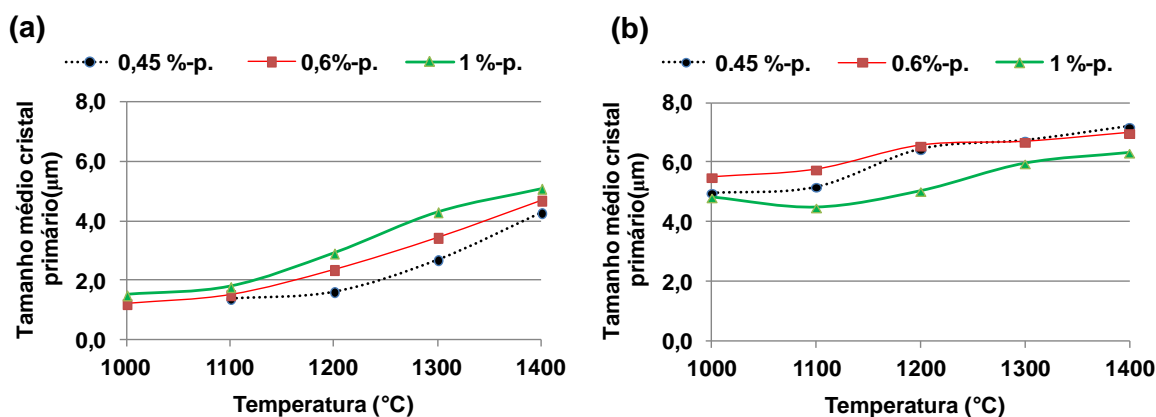 (a)
0,45 %-p. 0,6%-p. 1 %-p.
8,0
6,0
4,0
2,0
0,0
1000 1100 1200 1300 1400
Tamanho médio cristal
primário(µm)
Temperatura (°C)
(b)
0.45 %-p. 0.6%-p. 1 %-p.
8,0
6,0
4,0
2,0
0,0
1000 1100 1200 1300 1400
Tamanho médio cristal
primário(µm)
Temperatura (°C)